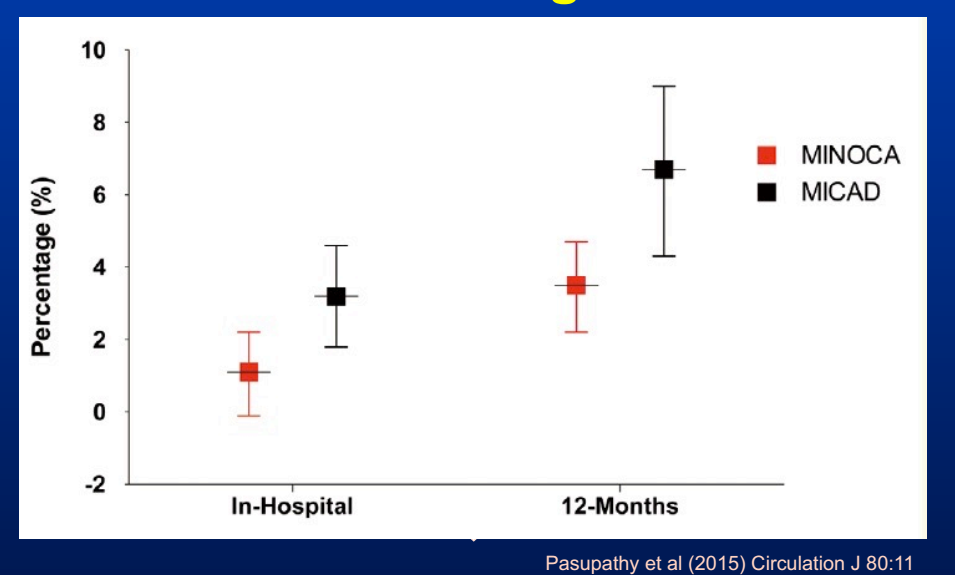 10
8
MINOCA
MICAD
6
Percentage (%)
4
2
0
-2
In-Hospital 12-Months
Pasupathy et al (2015) Circulation J 80:11